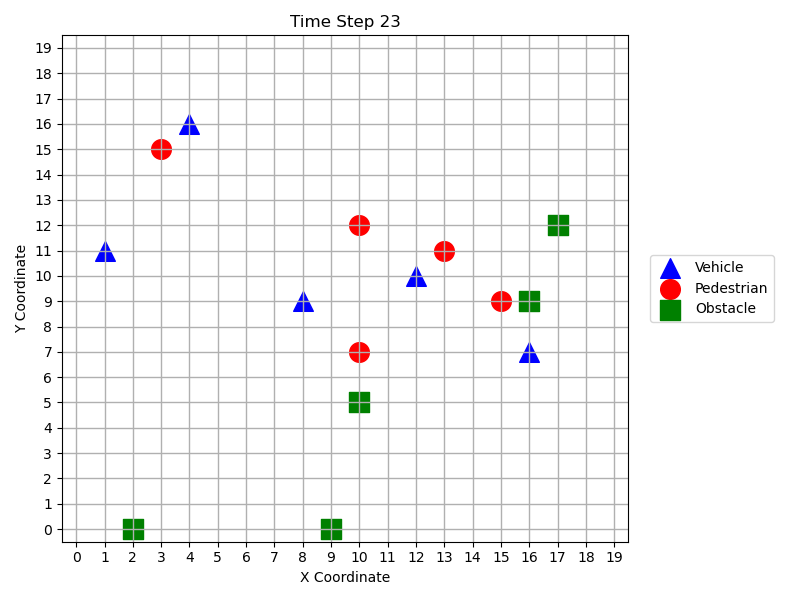 Time Step 23
19
18
17
16
15
14
13
12
11
10
9
8
7
6
5
4
3
2
1
0
Y Coordinate
0 1 2 3 4 5 6 7 8 9 10 11 12 13 14 15 16 17 18 19
X Coordinate
Vehicle
Pedestrian
Obstacle